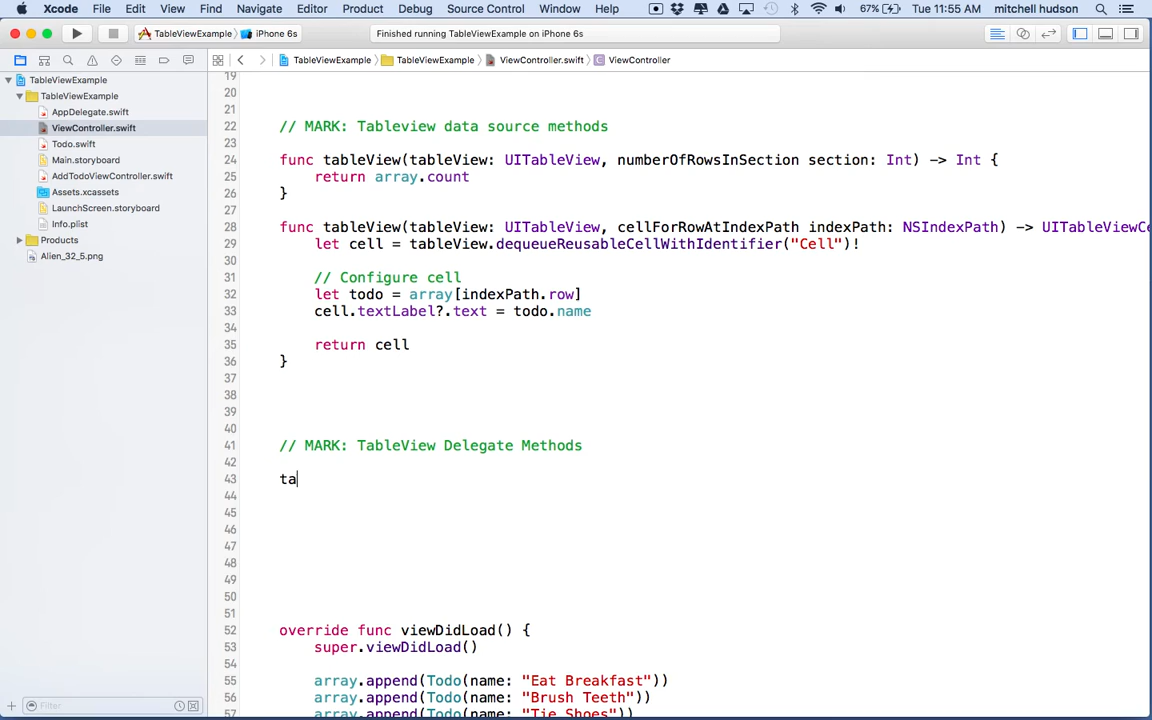 Xcode File Edit View Find Navigate Editor Product Debug Source Control Window Help 67% Tue 11:55 AM mitchell hudson
TableViewExample iPhone 6s Finished running TableViewExample on iPhone 6s
TableViewExample TableViewExample ViewController.swift C ViewController
TableViewExample
TableViewExample
AppDelegate.swift
ViewController.swift
Todo.swift
Main.storyboard
AddTodoViewController.swift
Assets.xcassets
LaunchScreen.storyboard
Info.plist
Products
Alien_32_5.png
Filter
19
20
21
22 // MARK: Tableview data source methods
23
24 func tableView(tableView: UITableView, numberOfRowsInSection section: Int) -> Int {
25 return array.count
26 }
27
28 func tableView(tableView: UITableView, cellForRowAtIndexPath indexPath: NSIndexPath) -> UITableViewCe
29 let cell = tableView.dequeueReusableCellWithIdentifier("Cell")!
30
31 // Configure cell
32 let todo = array[indexPath.row]
33 cell.textLabel?.text = todo.name
34
35 return cell
36 }
37
38
39
40
41 // MARK: TableView Delegate Methods
42
43 ta
44
45
46
47
48
49
50
51
52 override func viewDidLoad() {
53 super.viewDidLoad()
54
55 array.append(Todo(name: "Eat Breakfast"))
56 array.append(Todo(name: "Brush Teeth"))
57 array.append(Todo(name: "Tie Shoes"))